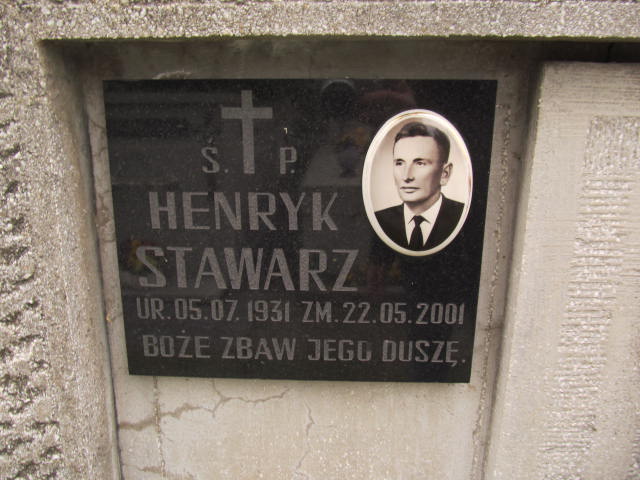 Ś. P.
HENRYK
STAWARZ
UR. 05.07.1931 ZM. 22.05.2001
BOŻE ZBAW JEGO DUSZĘ.